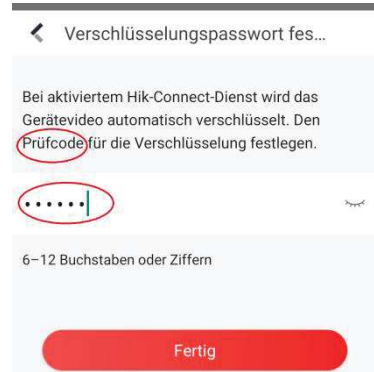 Verschlüsselungspasswort fes...
Bei aktiviertem Hik-Connect-Dienst wird das
Gerätevideo automatisch verschlüsselt. Den
Prüfcode für die Verschlüsselung festlegen.
••••••
6–12 Buchstaben oder Ziffern
Fertig